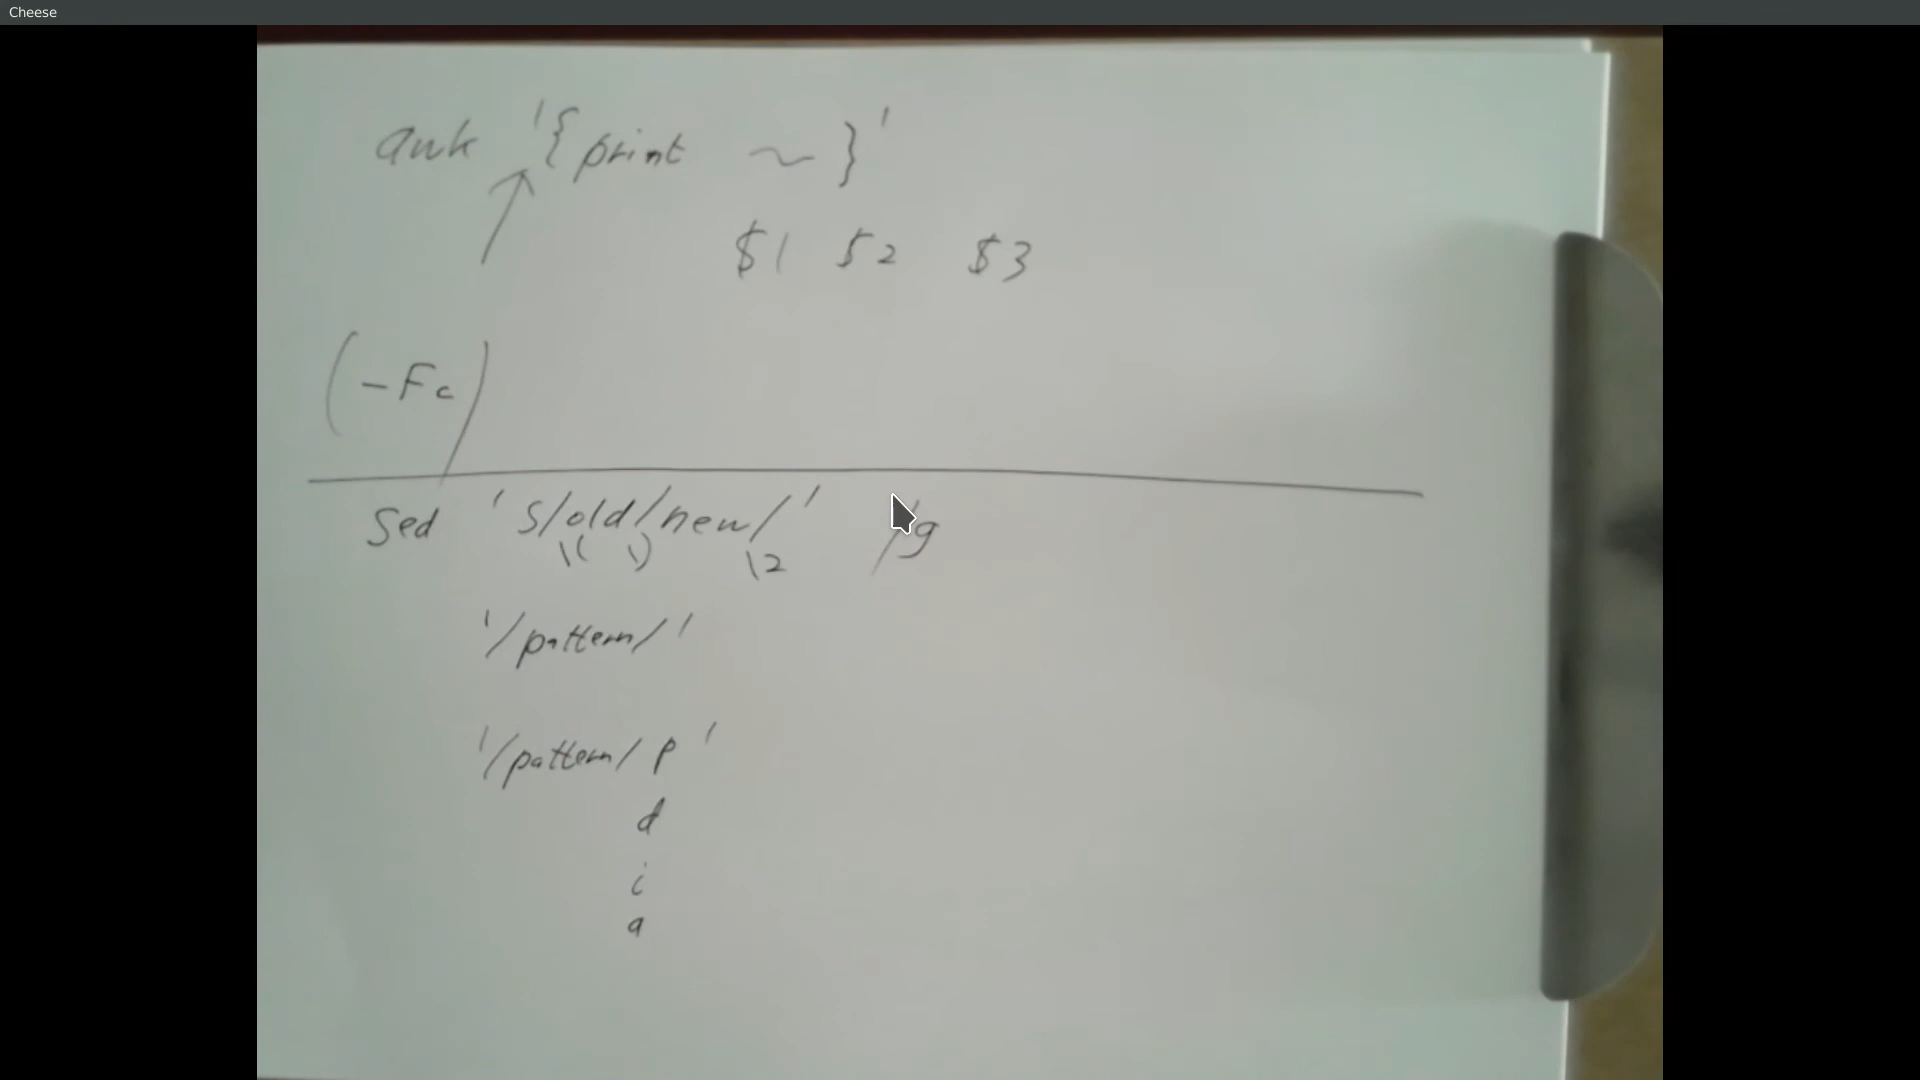 Cheese
awk '{print ~}'
$1 $2 $3
(-Fc)
sed 's/old/new/' /g
\( \) \2
'/pattern/'
'/pattern/ p'
d
i
a